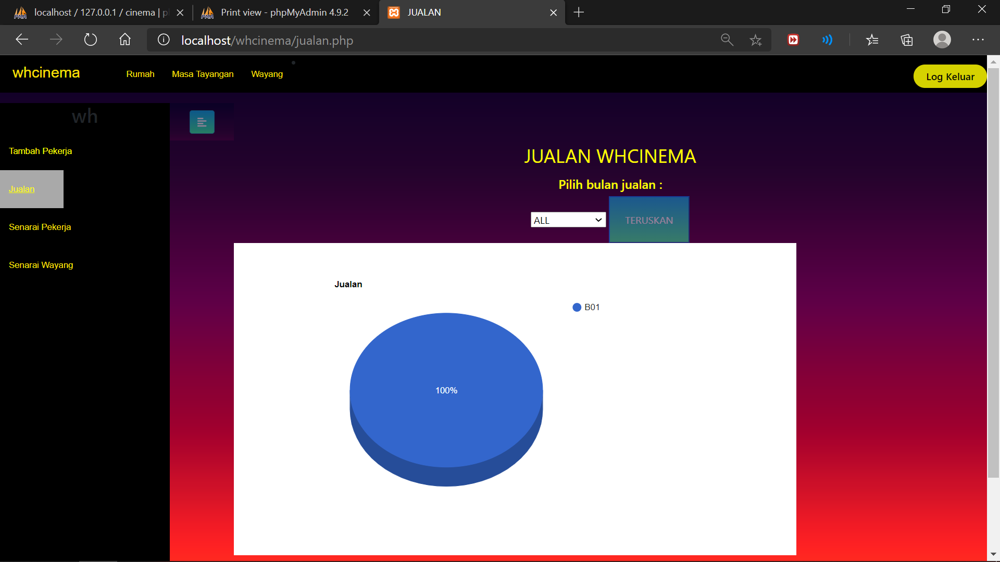 localhost / 127.0.0.1 / cinema | p
Print view - phpMyAdmin 4.9.2
JUALAN
localhost/whcinema/jualan.php
whcinema
Rumah
Masa Tayangan
Wayang
Log Keluar
wh
Tambah Pekerja
Jualan
Senarai Pekerja
Senarai Wayang
JUALAN WHCINEMA
Pilih bulan jualan :
ALL
TERUSKAN
Jualan
B01
100%